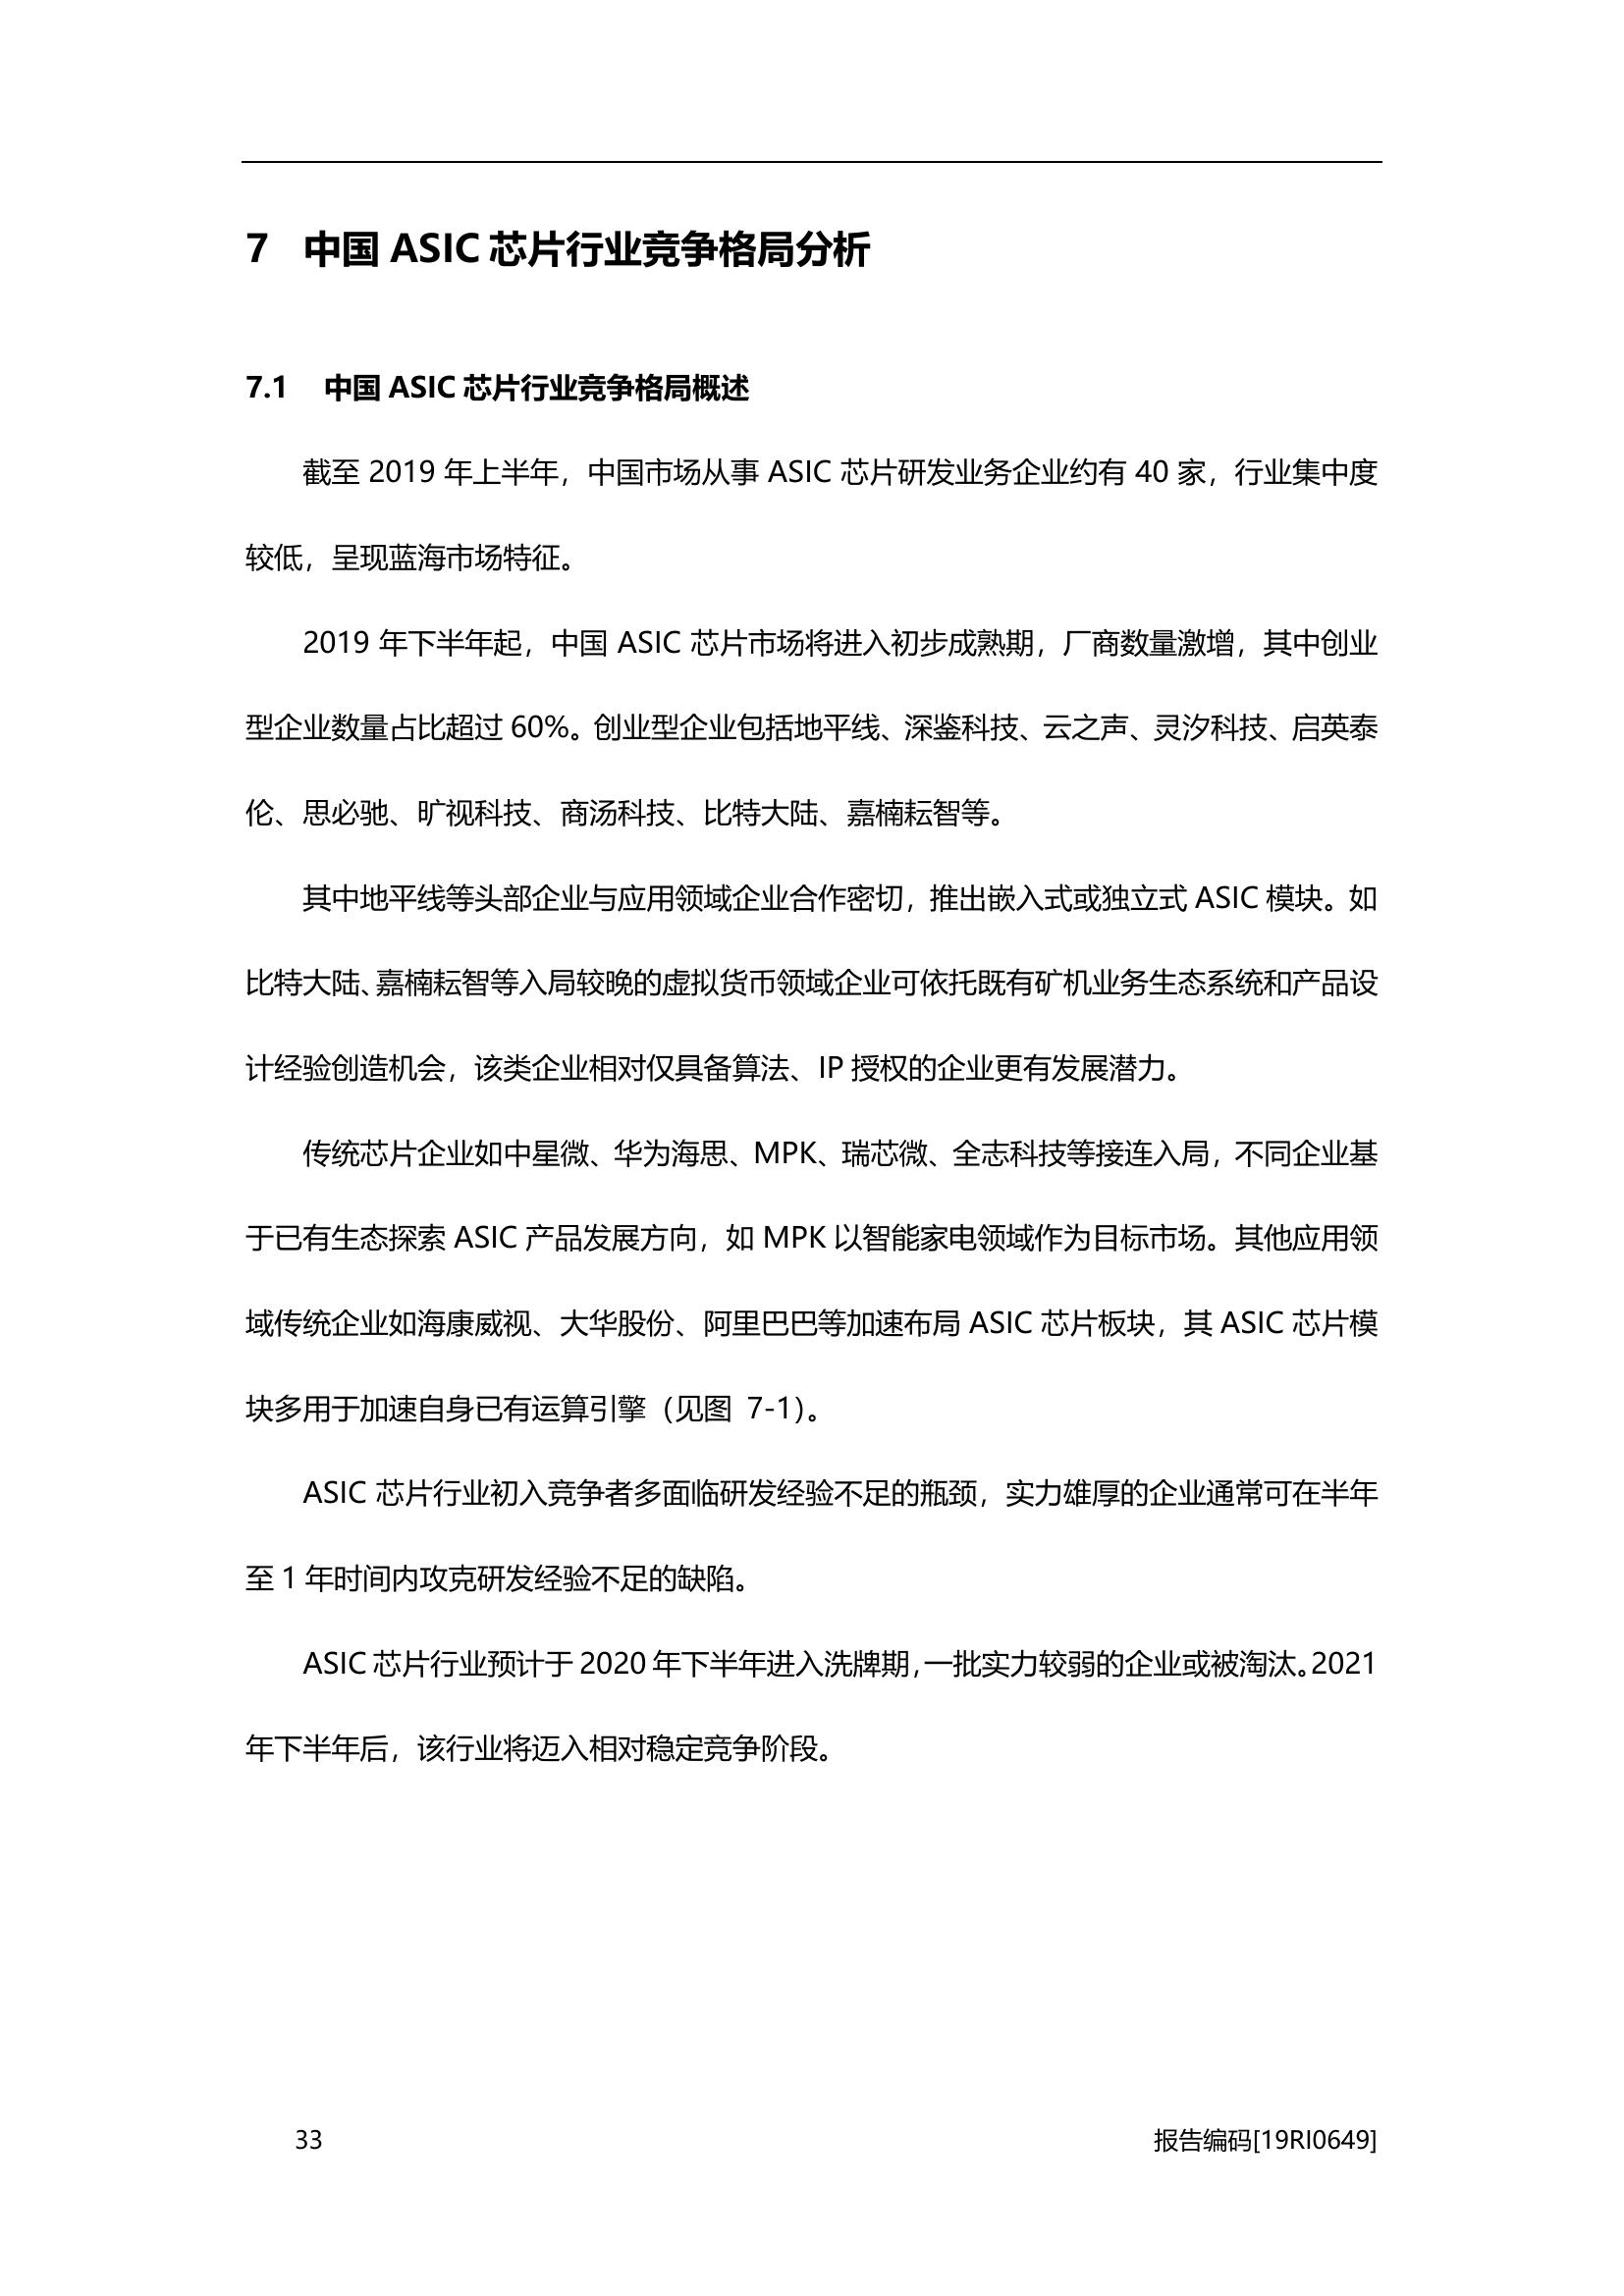 7 中国 ASIC 芯片行业竞争格局分析
7.1 中国 ASIC 芯片行业竞争格局概述
截至 2019 年上半年，中国市场从事 ASIC 芯片研发业务企业约有 40 家，行业集中度
较低，呈现蓝海市场特征。
2019 年下半年起，中国 ASIC 芯片市场将进入初步成熟期，厂商数量激增，其中创业
型企业数量占比超过 60%。创业型企业包括地平线、深鉴科技、云之声、灵汐科技、启英泰
伦、思必驰、旷视科技、商汤科技、比特大陆、嘉楠耘智等。
其中地平线等头部企业与应用领域企业合作密切，推出嵌入式或独立式 ASIC 模块。如
比特大陆、嘉楠耘智等入局较晚的虚拟货币领域企业可依托既有矿机业务生态系统和产品设
计经验创造机会，该类企业相对仅具备算法、IP 授权的企业更有发展潜力。
传统芯片企业如中星微、华为海思、MPK、瑞芯微、全志科技等接连入局，不同企业基
于已有生态探索 ASIC 产品发展方向，如 MPK 以智能家电领域作为目标市场。其他应用领
域传统企业如海康威视、大华股份、阿里巴巴等加速布局 ASIC 芯片板块，其 ASIC 芯片模
块多用于加速自身已有运算引擎（见图 7-1）。
ASIC 芯片行业初入竞争者多面临研发经验不足的瓶颈，实力雄厚的企业通常可在半年
至 1 年时间内攻克研发经验不足的缺陷。
ASIC 芯片行业预计于 2020 年下半年进入洗牌期，一批实力较弱的企业或被淘汰。2021
年下半年后，该行业将迈入相对稳定竞争阶段。
33 报告编码[19RI0649]